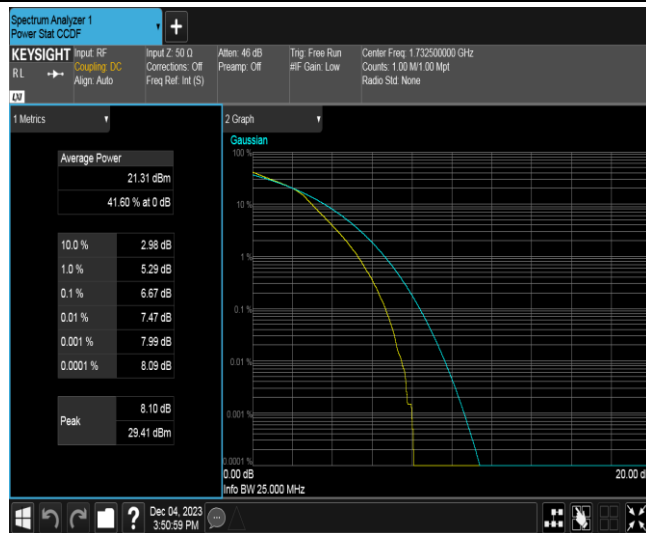 Spectrum Analyzer 1
Power Stat CCDF
+
KEYSIGHT
RL
Input: RF
Coupling: DC
Align: Auto
Input Z: 50 Ω
Corrections: Off
Freq Ref: Int (S)
Atten: 46 dB
Preamp: Off
Trig: Free Run
#IF Gain: Low
Center Freq: 1.732500000 GHz
Counts: 1.00 M/1.00 Mpt
Radio Std: None
1 Metrics
Average Power
21.31 dBm
41.60 % at 0 dB
10.0 % 2.98 dB
1.0 % 5.29 dB
0.1 % 6.67 dB
0.01 % 7.47 dB
0.001 % 7.99 dB
0.0001 % 8.09 dB
Peak 8.10 dB
29.41 dBm
2 Graph
Gaussian
100 %
10 %
1 %
0.1 %
0.01 %
0.001 %
0.0001 %
0.00 dB
20.00 d
Info BW 25.000 MHz
?
Dec 04, 2023
3:50:59 PM